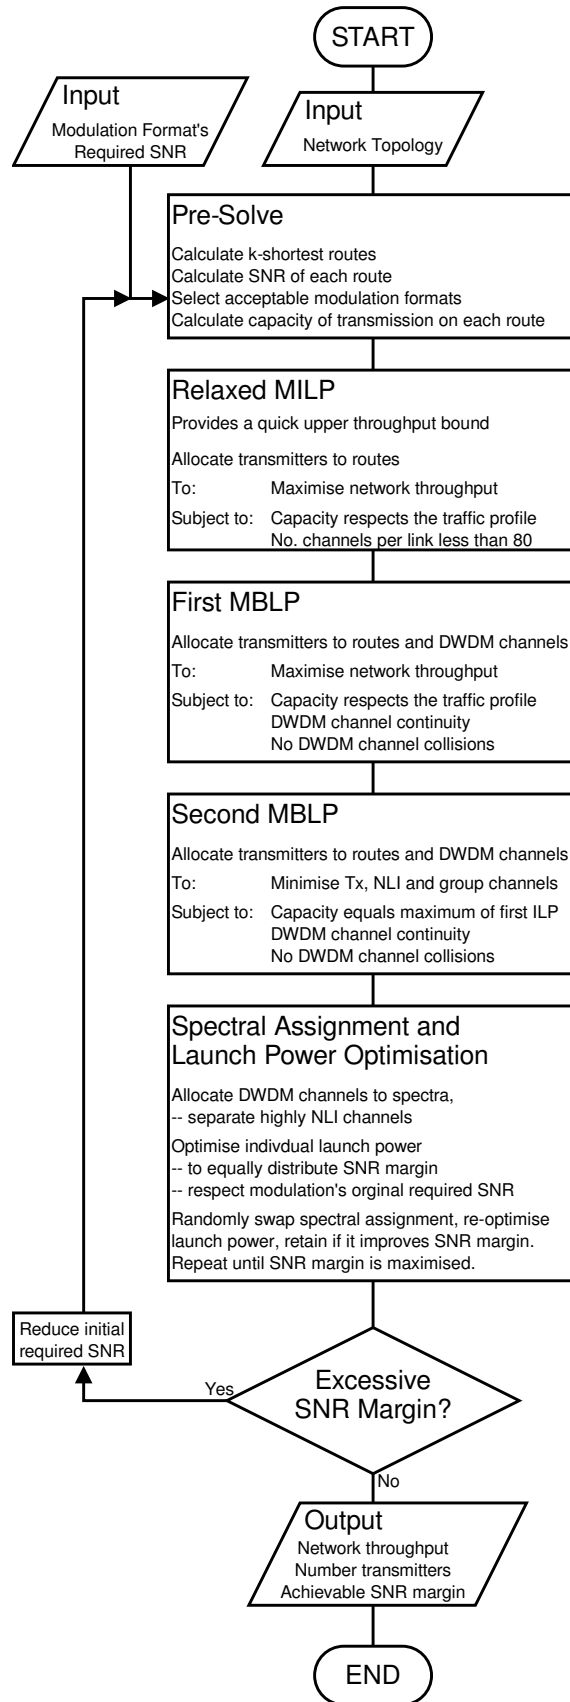 START
Input
Modulation Format's
Required SNR
Input
Network Topology
Pre-Solve
Calculate k-shortest routes
Calculate SNR of each route
Select acceptable modulation formats
Calculate capacity of transmission on each route
Relaxed MILP
Provides a quick upper throughput bound
Allocate transmitters to routes
To: Maximise network throughput
Subject to: Capacity respects the traffic profile
No. channels per link less than 80
First MBLP
Allocate transmitters to routes and DWDM channels
To: Maximise network throughput
Subject to: Capacity respects the traffic profile
DWDM channel continuity
No DWDM channel collisions
Second MBLP
Allocate transmitters to routes and DWDM channels
To: Minimise Tx, NLI and group channels
Subject to: Capacity equals maximum of first ILP
DWDM channel continuity
No DWDM channel collisions
Spectral Assignment and
Launch Power Optimisation
Allocate DWDM channels to spectra,
-- separate highly NLI channels
Optimise indivdual launch power
-- to equally distribute SNR margin
-- respect modulation's orginal required SNR
Randomly swap spectral assignment, re-optimise
launch power, retain if it improves SNR margin.
Repeat until SNR margin is maximised.
Reduce initial
required SNR
Yes
Excessive
SNR Margin?
No
Output
Network throughput
Number transmitters
Achievable SNR margin
END